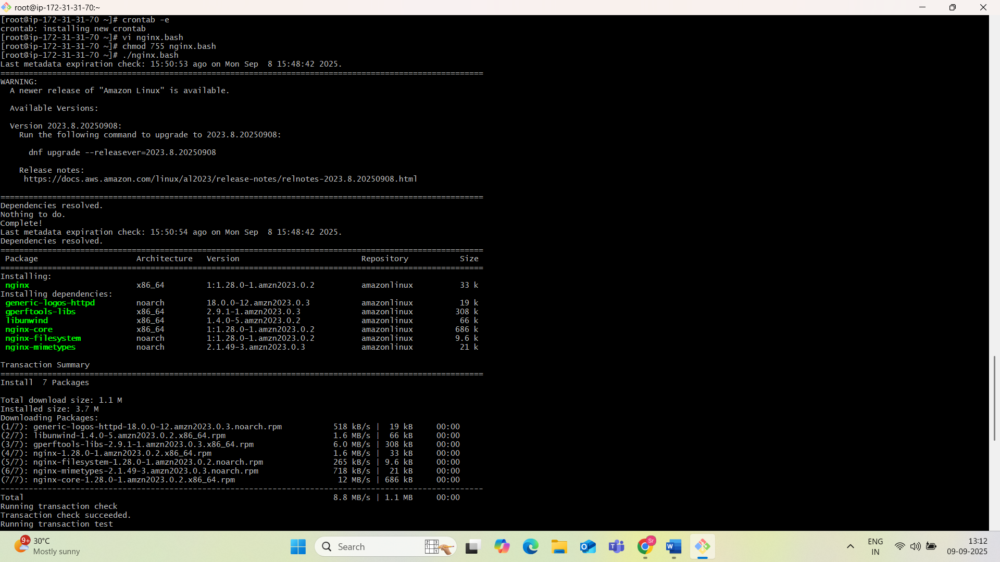 root@ip-172-31-31-70:~
[root@ip-172-31-31-70 ~]# crontab -e
crontab: installing new crontab
[root@ip-172-31-31-70 ~]# vi nginx.bash
[root@ip-172-31-31-70 ~]# chmod 755 nginx.bash
[root@ip-172-31-31-70 ~]# ./nginx.bash
Last metadata expiration check: 15:50:53 ago on Mon Sep  8 15:48:42 2025.
=======================================================================================================
WARNING:
  A newer release of "Amazon Linux" is available.
  Available Versions:
  Version 2023.8.20250908:
    Run the following command to upgrade to 2023.8.20250908:
      dnf upgrade --releasever=2023.8.20250908
    Release notes:
     https://docs.aws.amazon.com/linux/al2023/release-notes/relnotes-2023.8.20250908.html
=======================================================================================================
Dependencies resolved.
Nothing to do.
Complete!
Last metadata expiration check: 15:50:54 ago on Mon Sep  8 15:48:42 2025.
Dependencies resolved.
=======================================================================================================
 Package                     Architecture   Version                          Repository           Size
=======================================================================================================
Installing:
 nginx                       x86_64         1:1.28.0-1.amzn2023.0.2          amazonlinux          33 k
Installing dependencies:
 generic-logos-httpd         noarch         18.0.0-12.amzn2023.0.3           amazonlinux          19 k
 gperftools-libs             x86_64         2.9.1-1.amzn2023.0.3             amazonlinux         308 k
 libunwind                   x86_64         1.4.0-5.amzn2023.0.2             amazonlinux          66 k
 nginx-core                  x86_64         1:1.28.0-1.amzn2023.0.2          amazonlinux         686 k
 nginx-filesystem            noarch         1:1.28.0-1.amzn2023.0.2          amazonlinux         9.6 k
 nginx-mimetypes             noarch         2.1.49-3.amzn2023.0.3            amazonlinux          21 k
Transaction Summary
=======================================================================================================
Install  7 Packages
Total download size: 1.1 M
Installed size: 3.7 M
Downloading Packages:
(1/7): generic-logos-httpd-18.0.0-12.amzn2023.0.3.noarch.rpm           518 kB/s |  19 kB     00:00
(2/7): libunwind-1.4.0-5.amzn2023.0.2.x86_64.rpm                       1.6 MB/s |  66 kB     00:00
(3/7): gperftools-libs-2.9.1-1.amzn2023.0.3.x86_64.rpm                 6.0 MB/s | 308 kB     00:00
(4/7): nginx-1.28.0-1.amzn2023.0.2.x86_64.rpm                          1.6 MB/s |  33 kB     00:00
(5/7): nginx-filesystem-1.28.0-1.amzn2023.0.2.noarch.rpm               265 kB/s | 9.6 kB     00:00
(6/7): nginx-mimetypes-2.1.49-3.amzn2023.0.3.noarch.rpm                718 kB/s |  21 kB     00:00
(7/7): nginx-core-1.28.0-1.amzn2023.0.2.x86_64.rpm                      12 MB/s | 686 kB     00:00
-------------------------------------------------------------------------------------------------------
Total                                                                  8.8 MB/s | 1.1 MB     00:00
Running transaction check
Transaction check succeeded.
Running transaction test
9+
30°C
Mostly sunny
Search
Sr
ENG
IN
13:12
09-09-2025